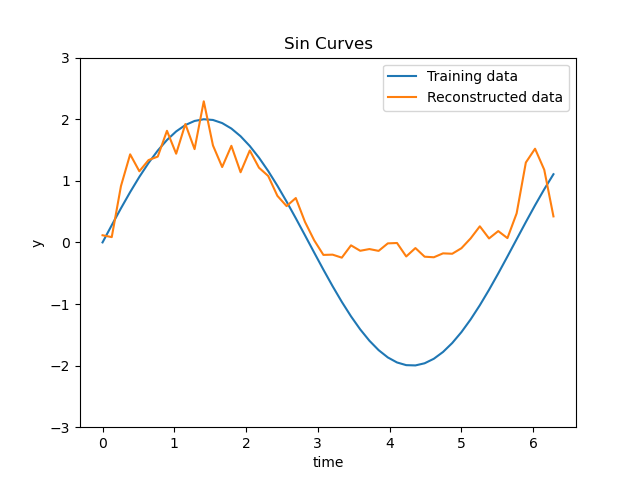 Sin Curves
Training data
Reconstructed data
3
2
1
0
−1
−2
−3
y
0 1 2 3 4 5 6
time